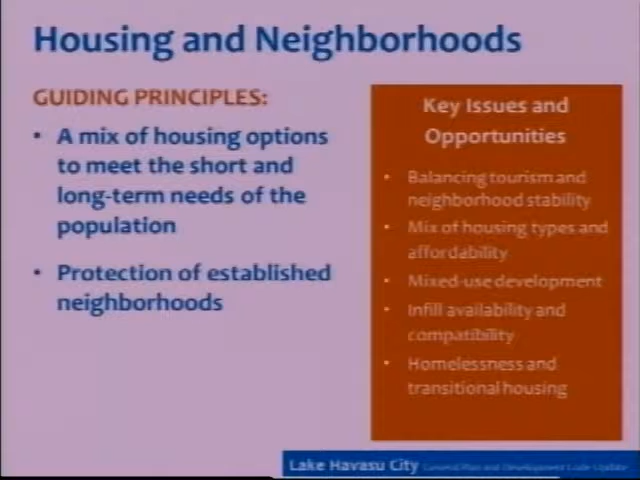 Housing and Neighborhoods
GUIDING PRINCIPLES:
• A mix of housing options
to meet the short and
long-term needs of the
population
• Protection of established
neighborhoods
Key Issues and
Opportunities
• Balancing tourism and
neighborhood stability
• Mix of housing types and
affordability
• Mixed-use development
• Infill availability and
compatibility
• Homelessness and
transitional housing
Lake Havasu City General Plan and Development Code Update